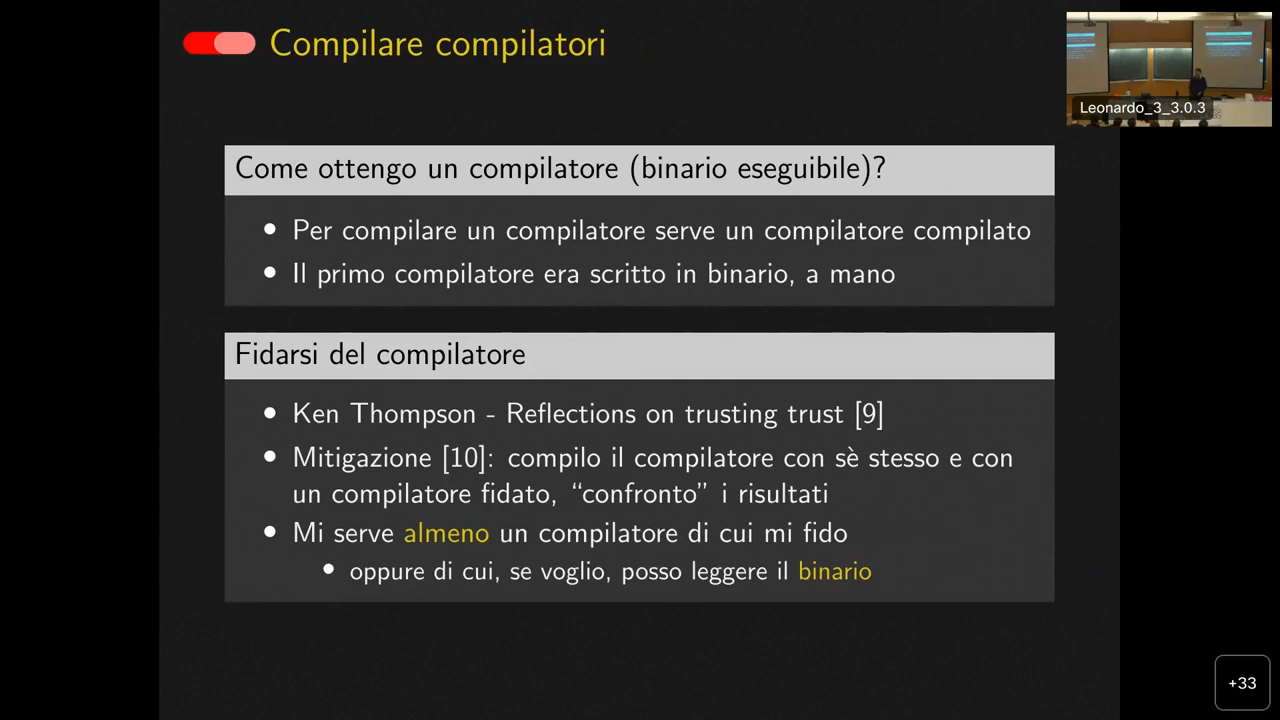 Compilare compilatori
Leonardo_3_3.0.3
Come ottengo un compilatore (binario eseguibile)?
• Per compilare un compilatore serve un compilatore compilato
• Il primo compilatore era scritto in binario, a mano
Fidarsi del compilatore
• Ken Thompson - Reflections on trusting trust [9]
• Mitigazione [10]: compilo il compilatore con sè stesso e con
un compilatore fidato, “confronto” i risultati
• Mi serve almeno un compilatore di cui mi fido
• oppure di cui, se voglio, posso leggere il binario
+33